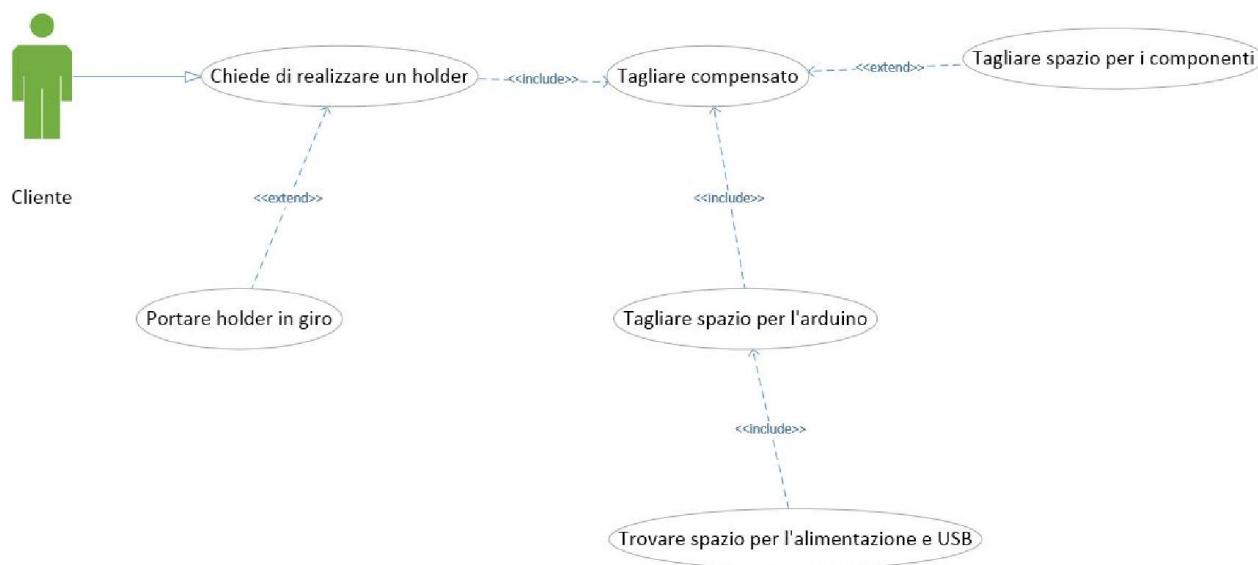 Tagliare spazio per i componenti
<<extend>>
Chiede di realizzare un holder
<<include>>
Tagliare compensato
Cliente
<<extend>>
<<include>>
Portare holder in giro
Tagliare spazio per l'arduino
<<include>>
Trovare spazio per l'alimentazione e USB